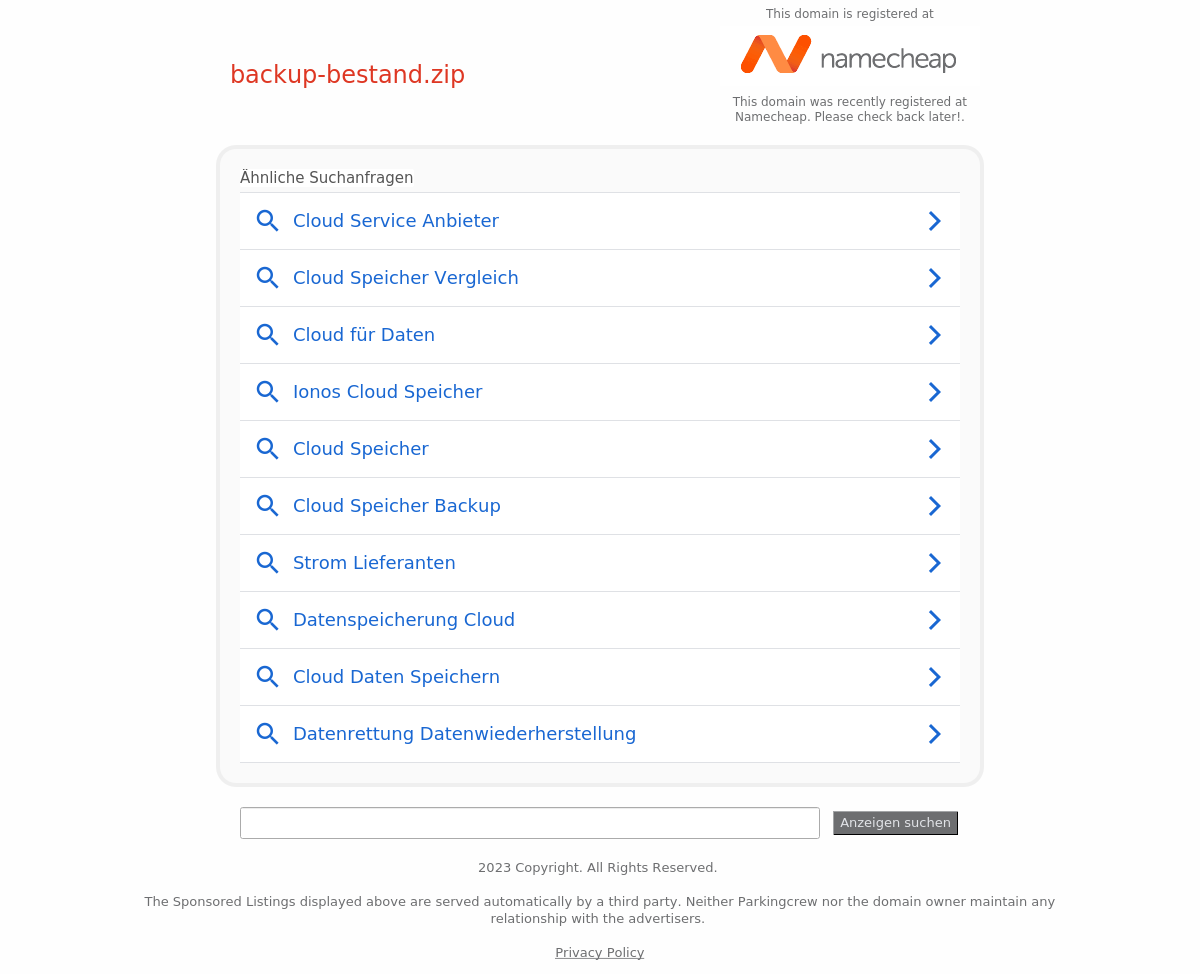 This domain is registered at
namecheap
backup-bestand.zip
This domain was recently registered at
Namecheap. Please check back later!.
Ähnliche Suchanfragen
Cloud Service Anbieter
Cloud Speicher Vergleich
Cloud für Daten
Ionos Cloud Speicher
Cloud Speicher
Cloud Speicher Backup
Strom Lieferanten
Datenspeicherung Cloud
Cloud Daten Speichern
Datenrettung Datenwiederherstellung
Anzeigen suchen
2023 Copyright. All Rights Reserved.
The Sponsored Listings displayed above are served automatically by a third party. Neither Parkingcrew nor the domain owner maintain any
relationship with the advertisers.
Privacy Policy